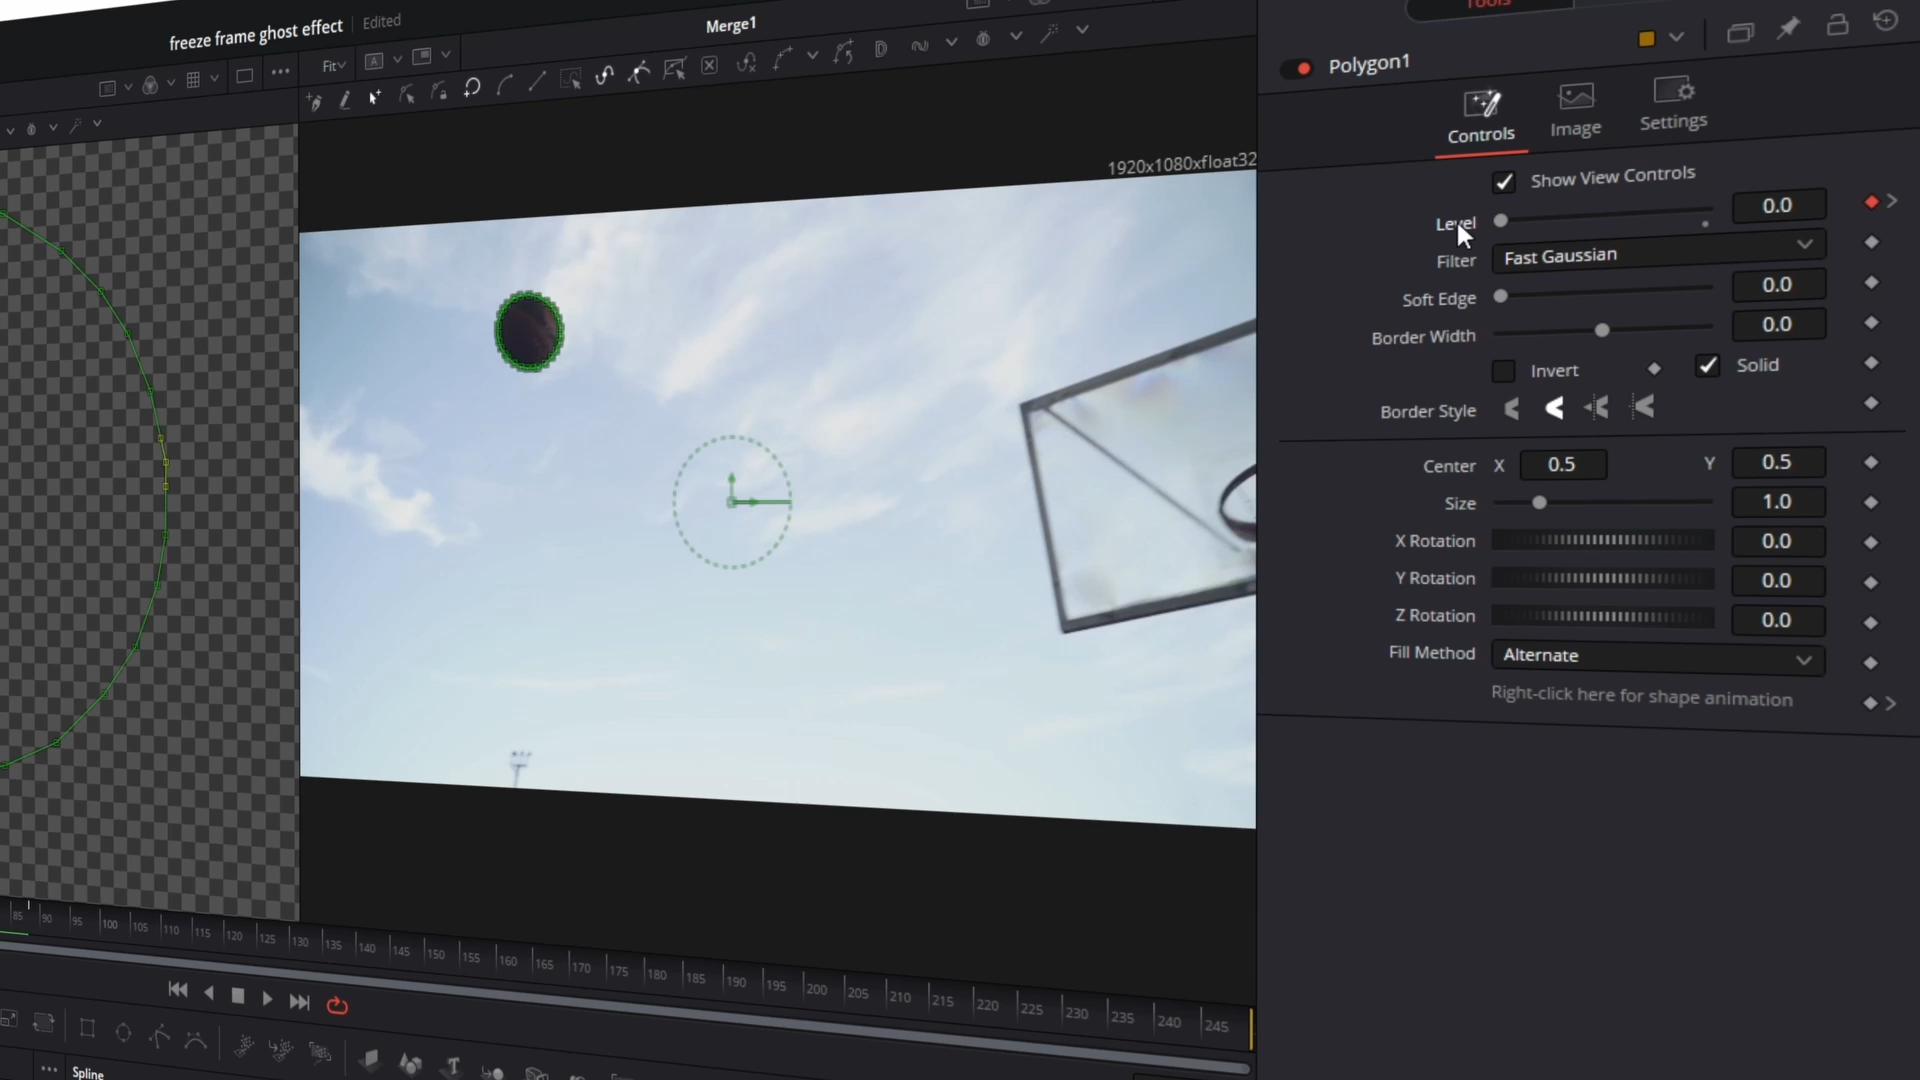 freeze frame ghost effect
Edited
Merge1
Tools
Fit
Polygon1
Controls
Image
Settings
1920x1080xfloat32
Show View Controls
Level 0.0
Filter Fast Gaussian
Soft Edge 0.0
Border Width 0.0
Invert Solid
Border Style
Center X 0.5 Y 0.5
Size 1.0
X Rotation 0.0
Y Rotation 0.0
Z Rotation 0.0
Fill Method Alternate
Right-click here for shape animation
85 90 95 100 105 110 115 120 125 130 135 140 145 150 155 160 165 170 175 180 185 190 195 200 205 210 215 220 225 230 235 240 245
Spline